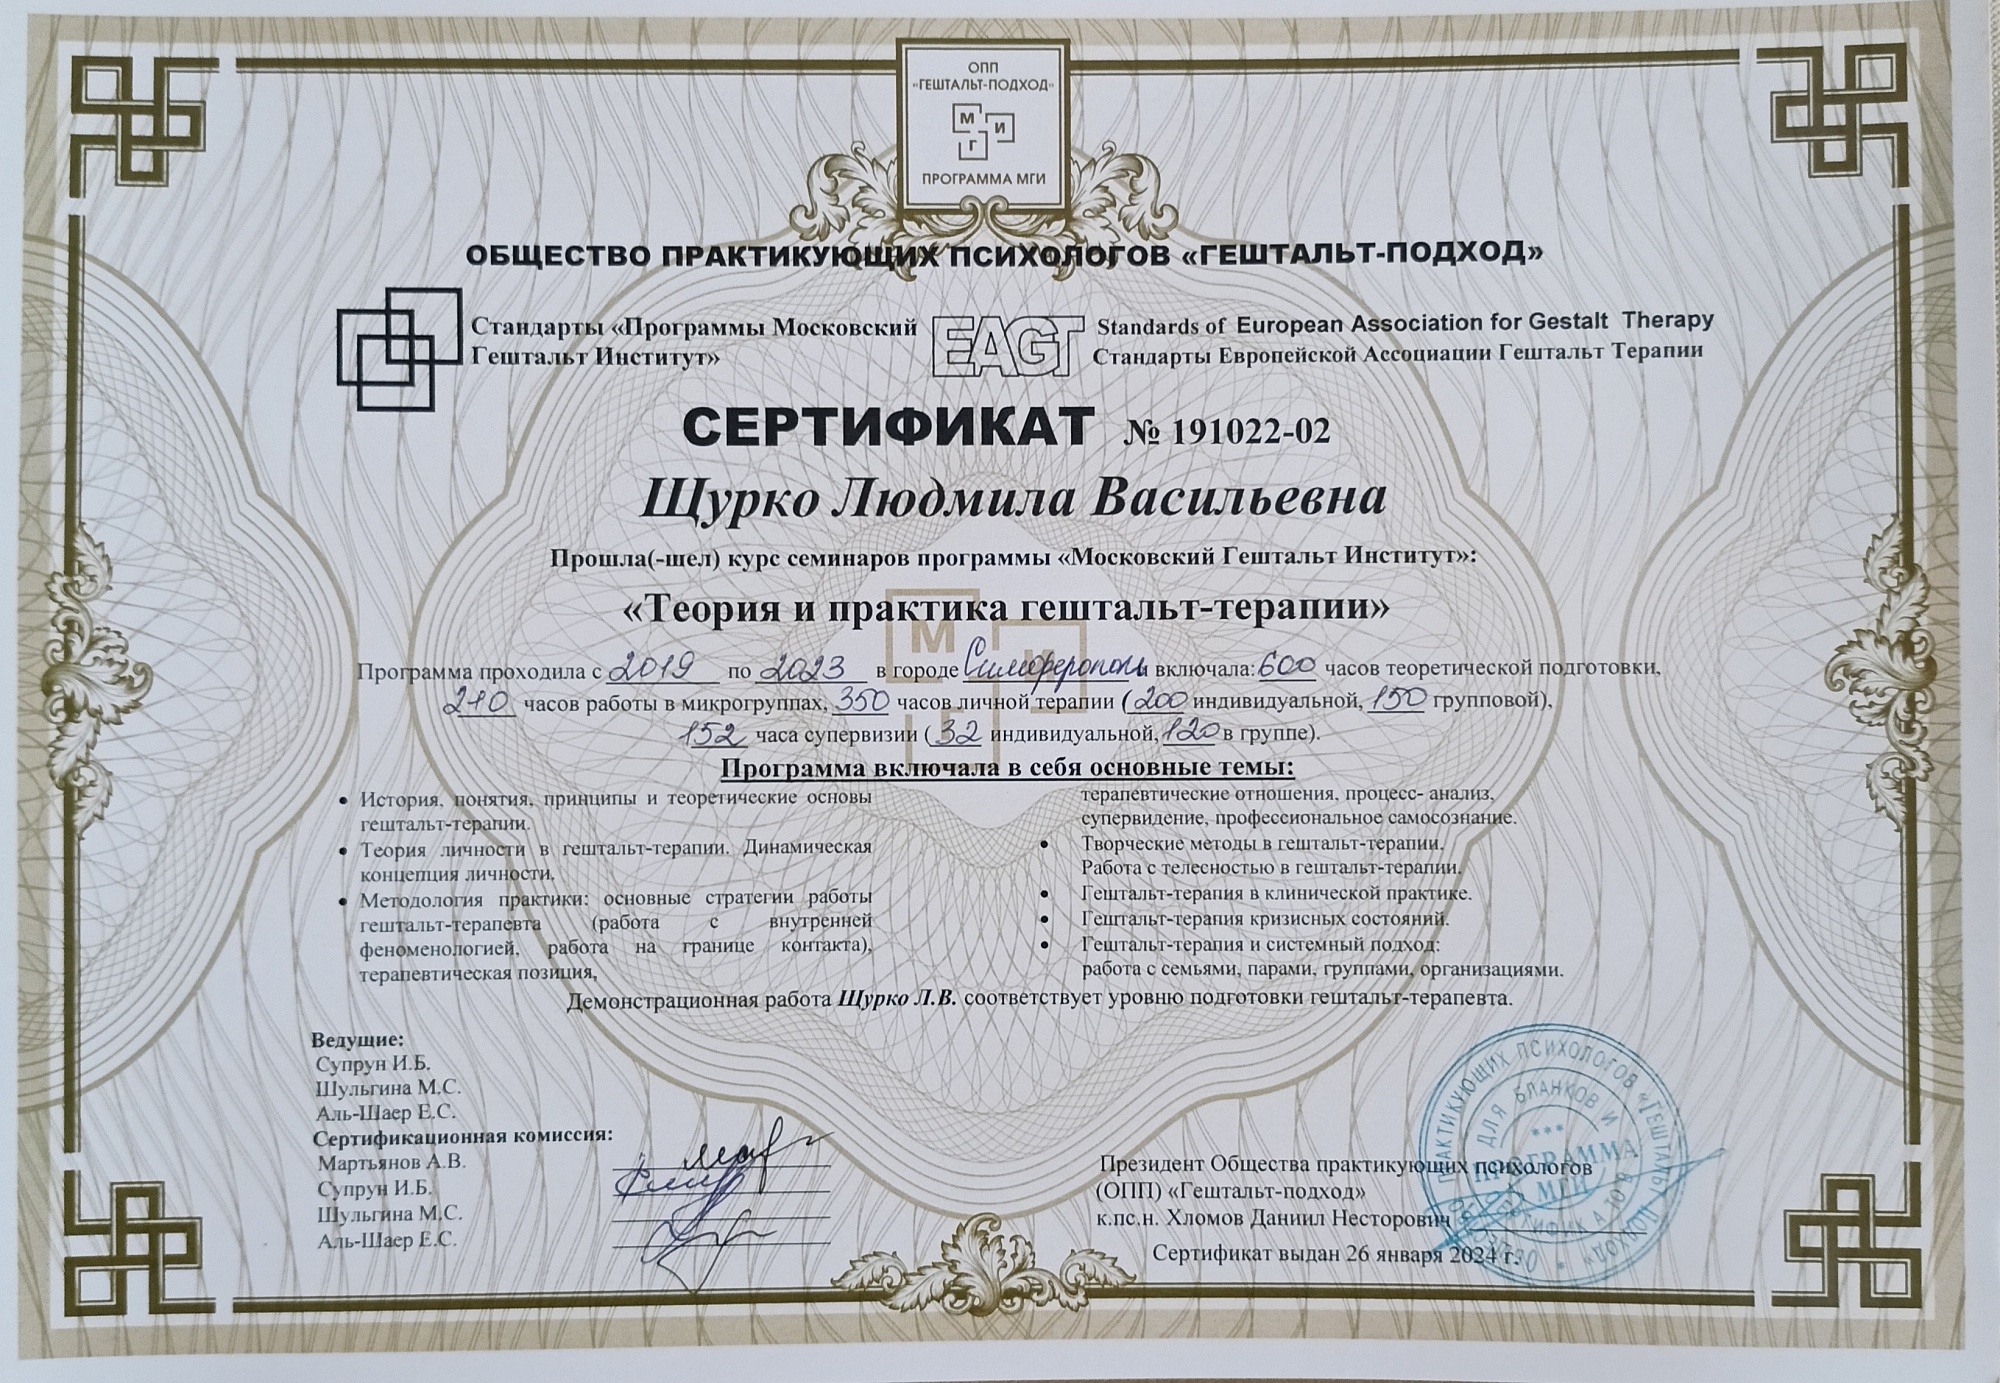 ОПП
«ГЕШТАЛЬТ-ПОДХОД»
М
И
Г
ПРОГРАММА МГИ
ОБЩЕСТВО ПРАКТИКУЮЩИХ ПСИХОЛОГОВ «ГЕШТАЛЬТ-ПОДХОД»
Стандарты «Программы Московский
Гештальт Институт»
EAGT
Standards of European Association for Gestalt Therapy
Стандарты Европейской Ассоциации Гештальт Терапии
СЕРТИФИКАТ № 191022-02
Щурко Людмила Васильевна
Прошла(-шел) курс семинаров программы «Московский Гештальт Институт»:
«Теория и практика гештальт-терапии»
Программа проходила с 2019 по 2023 в городе Симферополь включала: 600 часов теоретической подготовки,
210 часов работы в микрогруппах, 350 часов личной терапии (200 индивидуальной, 150 групповой),
152 часа супервизии (32 индивидуальной, 120 в группе).
Программа включала в себя основные темы:
• История, понятия, принципы и теоретические основы
гештальт-терапии.
• Теория личности в гештальт-терапии. Динамическая
концепция личности.
• Методология практики: основные стратегии работы
гештальт-терапевта (работа с внутренней
феноменологией, работа на границе контакта),
терапевтическая позиция,
терапевтические отношения, процесс- анализ,
супервидение, профессиональное самосознание.
• Творческие методы в гештальт-терапии.
Работа с телесностью в гештальт-терапии.
• Гештальт-терапия в клинической практике.
• Гештальт-терапия кризисных состояний.
• Гештальт-терапия и системный подход:
работа с семьями, парами, группами, организациями.
Демонстрационная работа Щурко Л.В. соответствует уровню подготовки гештальт-терапевта.
Ведущие:
Супрун И.Б.
Шульгина М.С.
Аль-Шаер Е.С.
Сертификационная комиссия:
Мартьянов А.В.
Супрун И.Б.
Шульгина М.С.
Аль-Шаер Е.С.
Президент Общества практикующих психологов
(ОПП) «Гештальт-подход»
к.пс.н. Хломов Даниил Несторович
Сертификат выдан 26 января 2024 г.
ПРАКТИКУЮЩИХ ПСИХОЛОГОВ «ГЕШТАЛЬТ-ПОДХОД»
ДЛЯ БЛАНКОВ И
ПРОГРАММА
МГИ